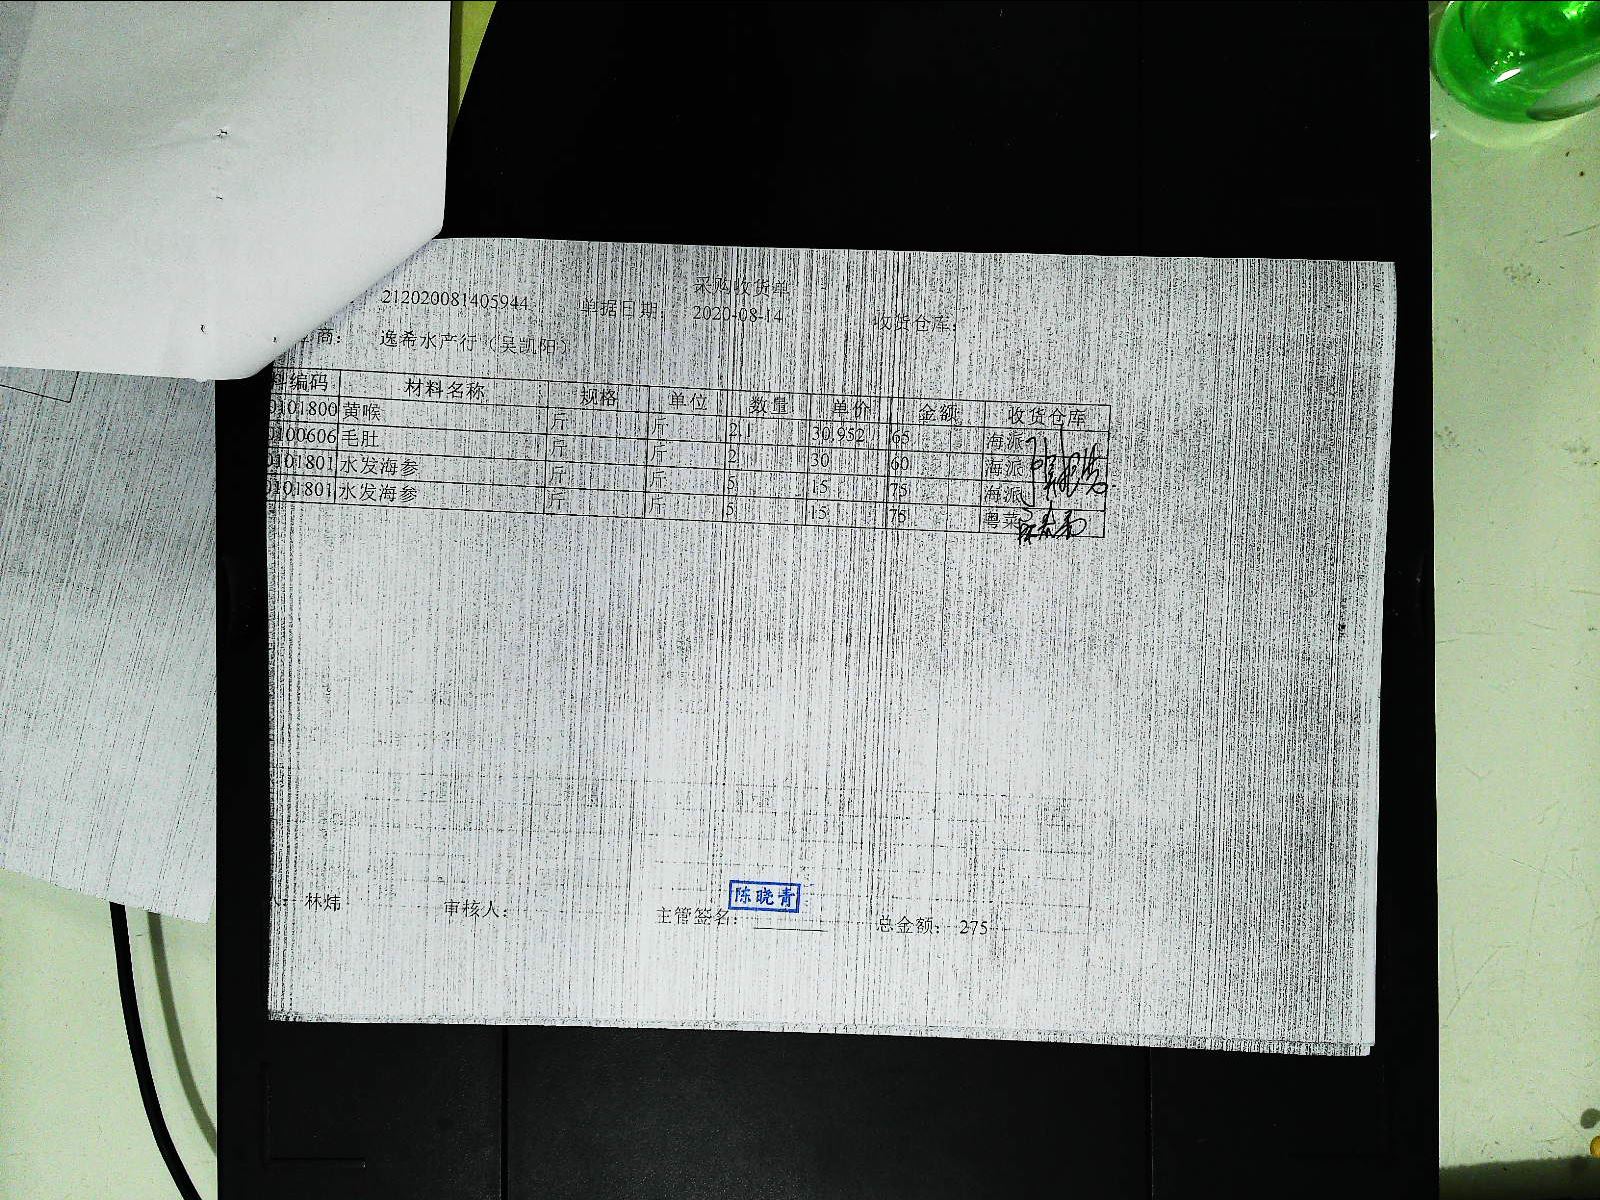 采购收货单
212020081405944 单据日期： 2020-08-14 收货仓库：
商： 逸希水产行（吴凯阳）
料编码 材料名称 规格 单位 数量 单价 金额 收货仓库
0101800 黄喉 斤 斤 2.1 30.952 65 海派
0100606 毛肚 斤 斤 2 30 60 海派
0101801 水发海参 斤 斤 5 15 75 海派
0101801 水发海参 斤 斤 5 15 75 粤菜
陈晓青
林炜 审核人： 主管签名： 总金额： 275